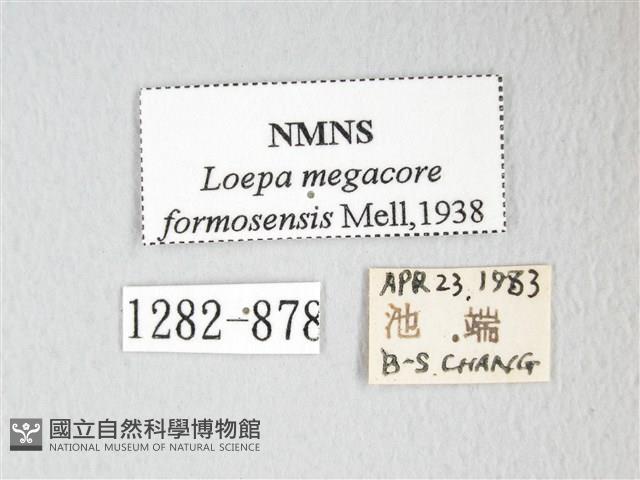 NMNS
Loepa megacore
formosensis Mell,1938
1282-878
APR 23, 1983
池端
B-S. CHANG
國立自然科學博物館
NATIONAL MUSEUM OF NATURAL SCIENCE